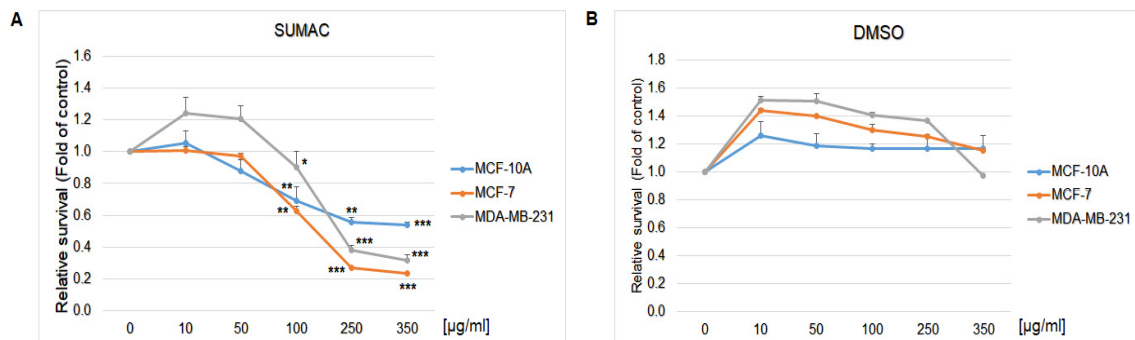 A
SUMAC
Relative survival (Fold of control)
1.6
1.4
1.2
1.0
0.8
0.6
0.4
0.2
0.0
0 10 50 100 250 350 [µg/ml]
*
**
**
**
***
***
***
***
***
MCF-10A
MCF-7
MDA-MB-231
B
DMSO
Relative survival (Fold of control)
1.8
1.6
1.4
1.2
1.0
0.8
0.6
0.4
0.2
0.0
0 10 50 100 250 350 [µg/ml]
MCF-10A
MCF-7
MDA-MB-231